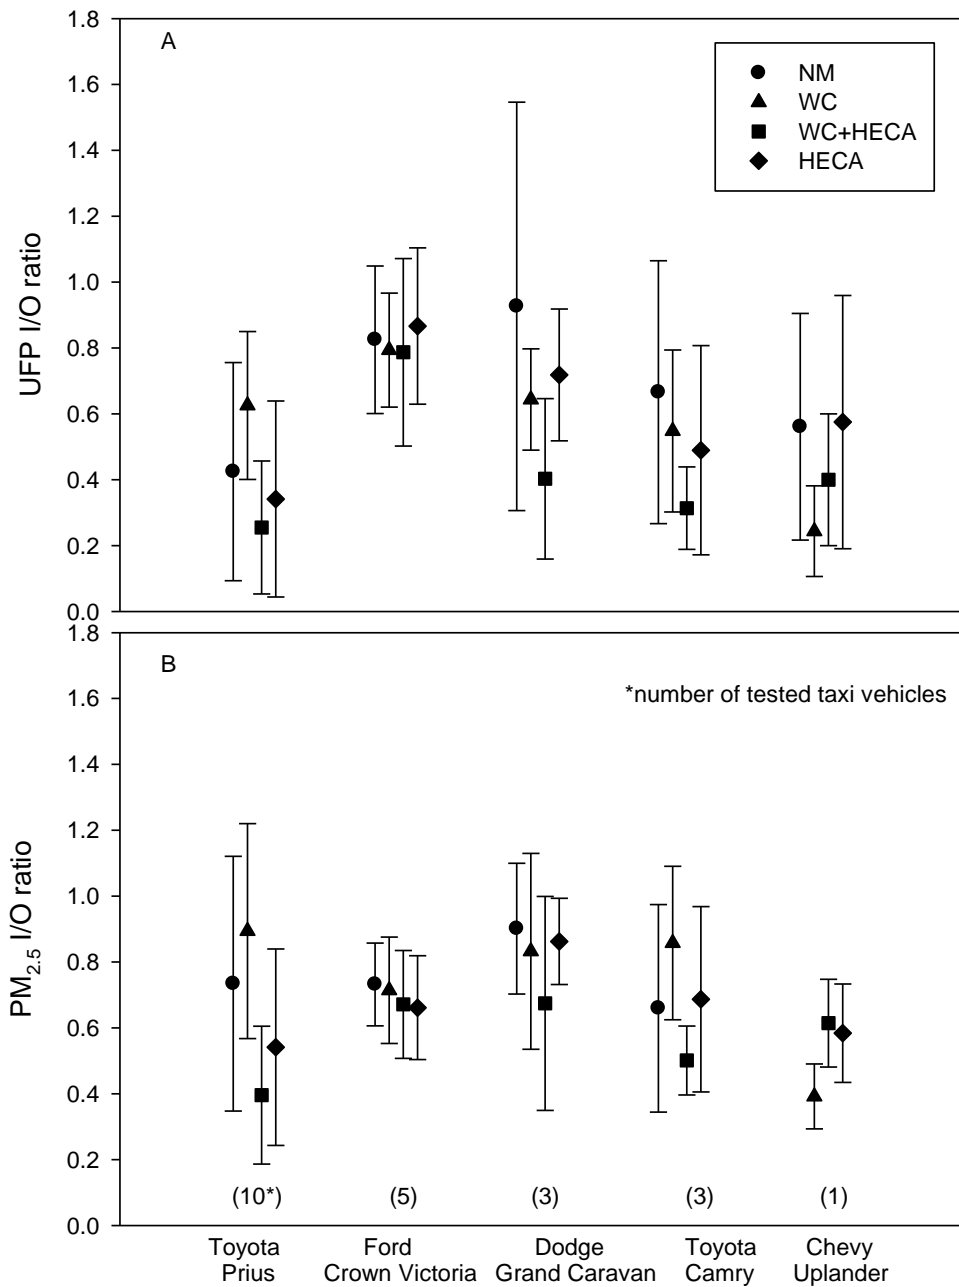 A
NM
WC
WC+HECA
HECA
1.8
1.6
1.4
1.2
1.0
0.8
0.6
0.4
0.2
0.0
UFP I/O ratio
B
*number of tested taxi vehicles
1.8
1.6
1.4
1.2
1.0
0.8
0.6
0.4
0.2
0.0
PM2.5 I/O ratio
(10*) (5) (3) (3) (1)
Toyota Ford Dodge Toyota Chevy
Prius Crown Victoria Grand Caravan Camry Uplander